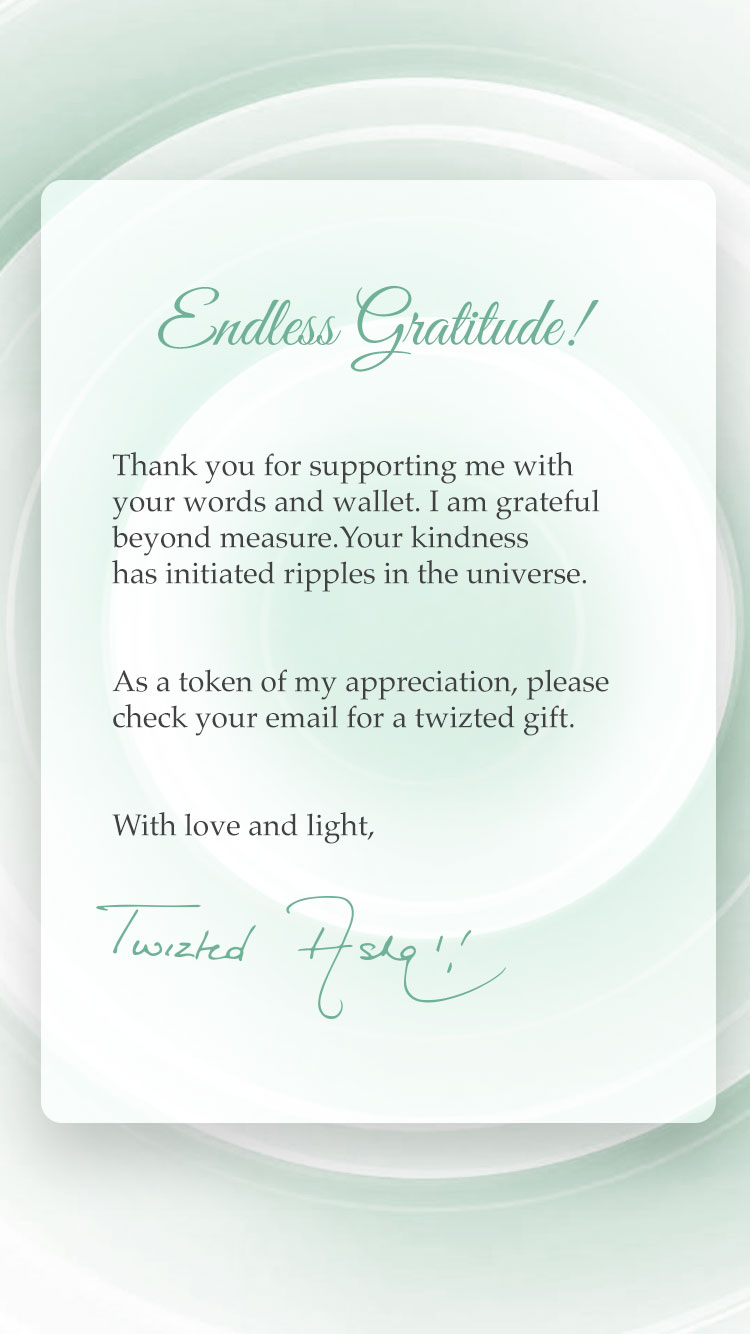 Endless Gratitude!
Thank you for supporting me with
your words and wallet. I am grateful
beyond measure.Your kindness
has initiated ripples in the universe.
As a token of my appreciation, please
check your email for a twizted gift.
With love and light,
Twizted Asha!!